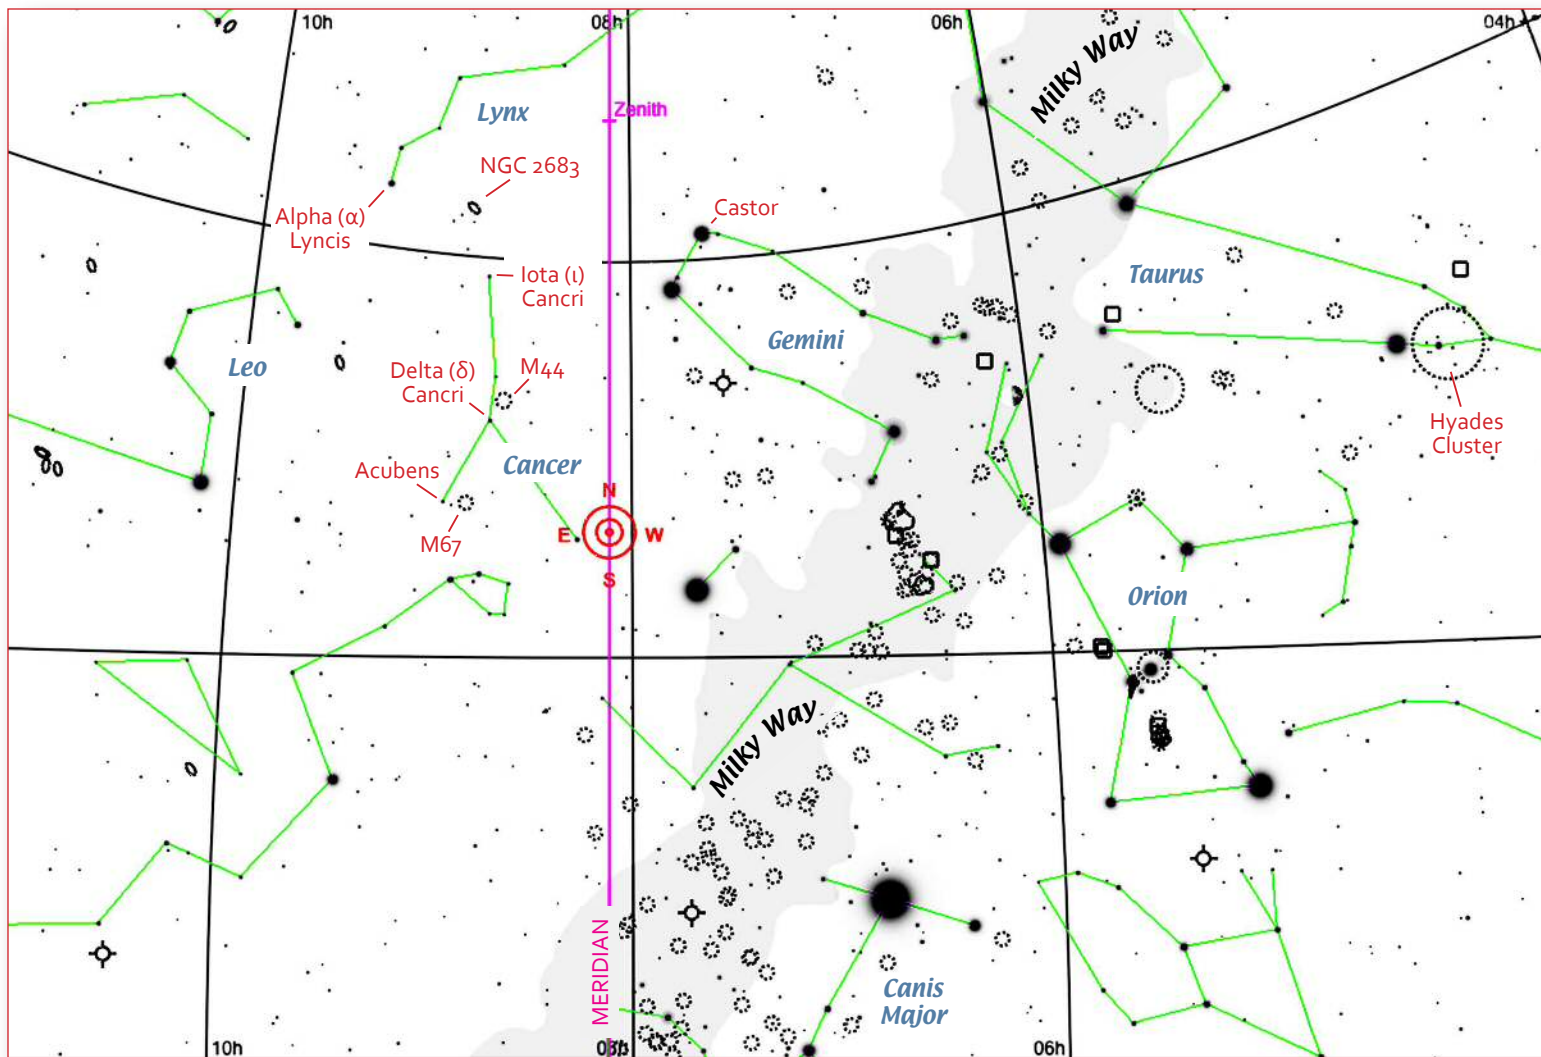 10h
08h
06h
04h
Milky Way
Lynx
Zenith
NGC 2683
Alpha (α)
Lyncis
Castor
Iota (ι)
Cancri
Taurus
Gemini
Leo
Delta (δ)
Cancri
M44
Hyades
Cluster
Acubens
Cancer
N
E
W
S
M67
Orion
Milky Way
MERIDIAN
Canis
Major
10h
06h